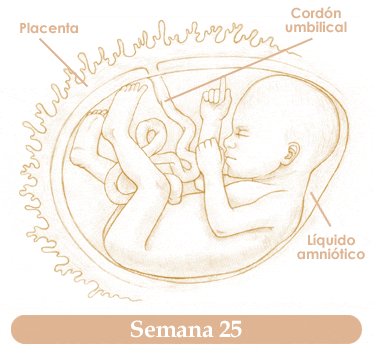 Placenta
Cordón
umbilical
Líquido
amniótico
Semana 25